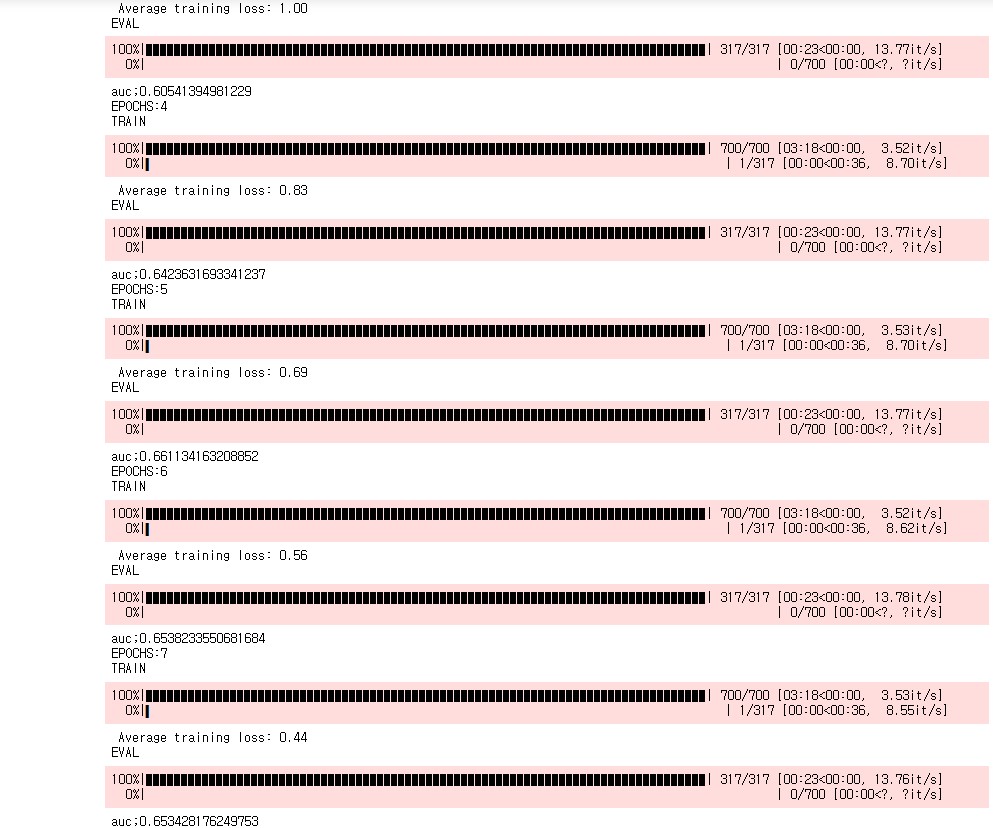 Average training loss: 1.00
EVAL
100%| 317/317 [00:23<00:00, 13.77it/s]
0%| | 0/700 [00:00<?, ?it/s]
auc;0.60541394981229
EPOCHS:4
TRAIN
100%| 700/700 [03:18<00:00, 3.52it/s]
0%| | 1/317 [00:00<00:36, 8.70it/s]
Average training loss: 0.83
EVAL
100%| 317/317 [00:23<00:00, 13.77it/s]
0%| | 0/700 [00:00<?, ?it/s]
auc;0.6423631693341237
EPOCHS:5
TRAIN
100%| 700/700 [03:18<00:00, 3.53it/s]
0%| | 1/317 [00:00<00:36, 8.70it/s]
Average training loss: 0.69
EVAL
100%| 317/317 [00:23<00:00, 13.77it/s]
0%| | 0/700 [00:00<?, ?it/s]
auc;0.661134163208852
EPOCHS:6
TRAIN
100%| 700/700 [03:18<00:00, 3.52it/s]
0%| | 1/317 [00:00<00:36, 8.62it/s]
Average training loss: 0.56
EVAL
100%| 317/317 [00:23<00:00, 13.78it/s]
0%| | 0/700 [00:00<?, ?it/s]
auc;0.6538233550681684
EPOCHS:7
TRAIN
100%| 700/700 [03:18<00:00, 3.53it/s]
0%| | 1/317 [00:00<00:36, 8.55it/s]
Average training loss: 0.44
EVAL
100%| 317/317 [00:23<00:00, 13.76it/s]
0%| | 0/700 [00:00<?, ?it/s]
auc;0.653428176249753